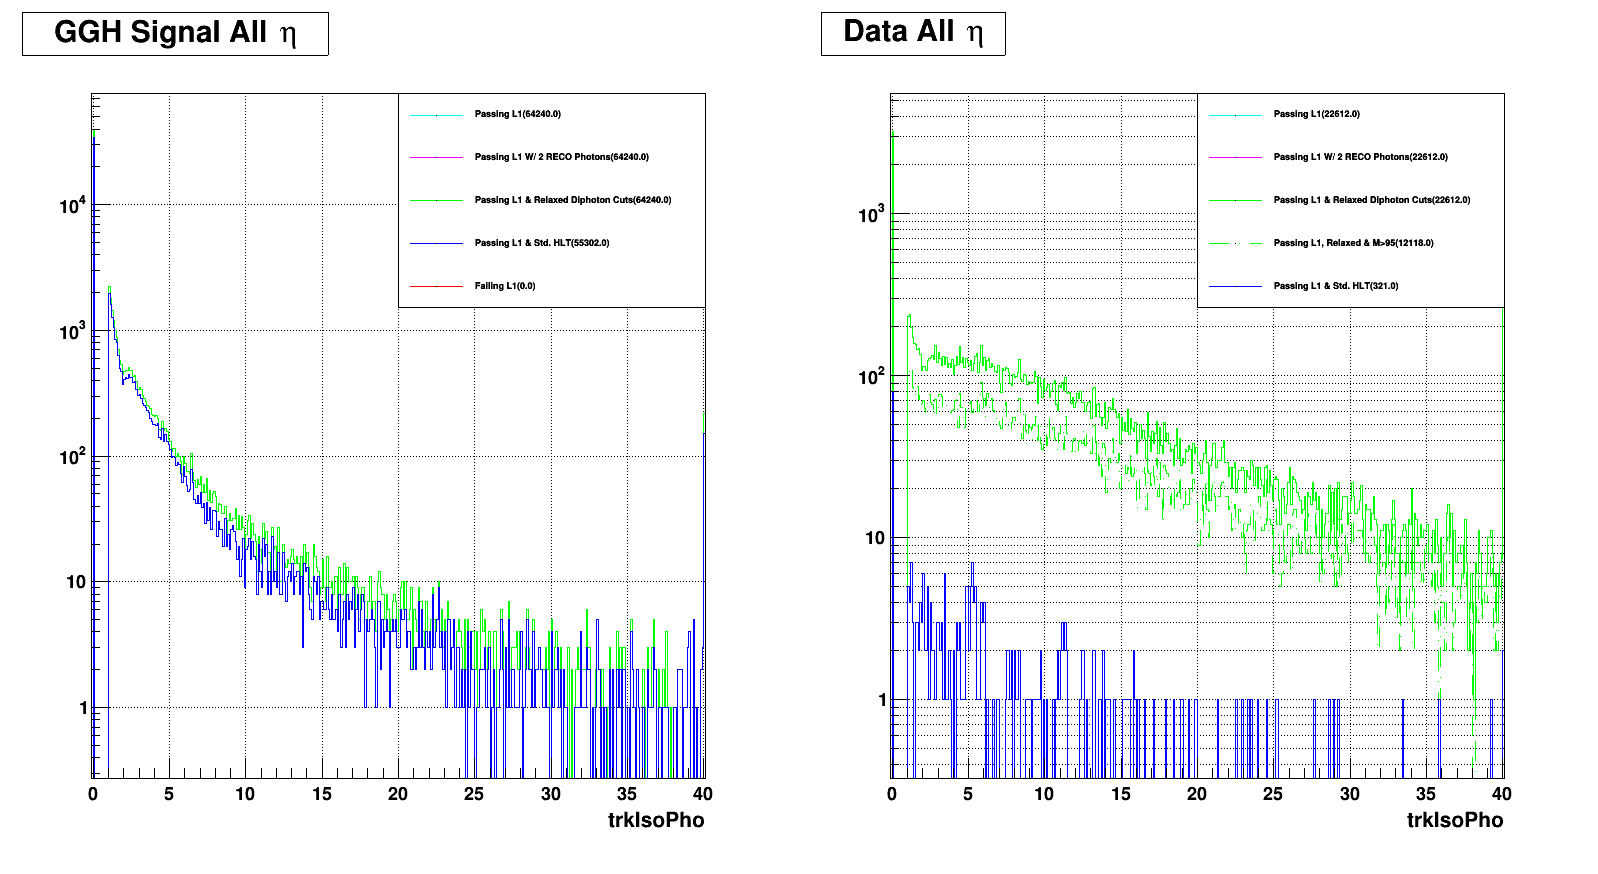 GGH Signal All η
Passing L1(64240.0)
Passing L1 W/ 2 RECO Photons(64240.0)
Passing L1 & Relaxed Diphoton Cuts(64240.0)
Passing L1 & Std. HLT(55302.0)
Failing L1(0.0)
10⁴
10³
10²
10
1
0 5 10 15 20 25 30 35 40
trkIsoPho
Data All η
Passing L1(22612.0)
Passing L1 W/ 2 RECO Photons(22612.0)
Passing L1 & Relaxed Diphoton Cuts(22612.0)
Passing L1, Relaxed & M>95(12118.0)
Passing L1 & Std. HLT(321.0)
10³
10²
10
1
0 5 10 15 20 25 30 35 40
trkIsoPho